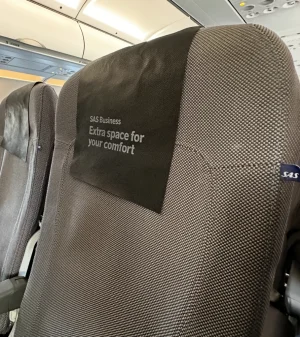 SAS Business
Extra space for
your comfort
SAS